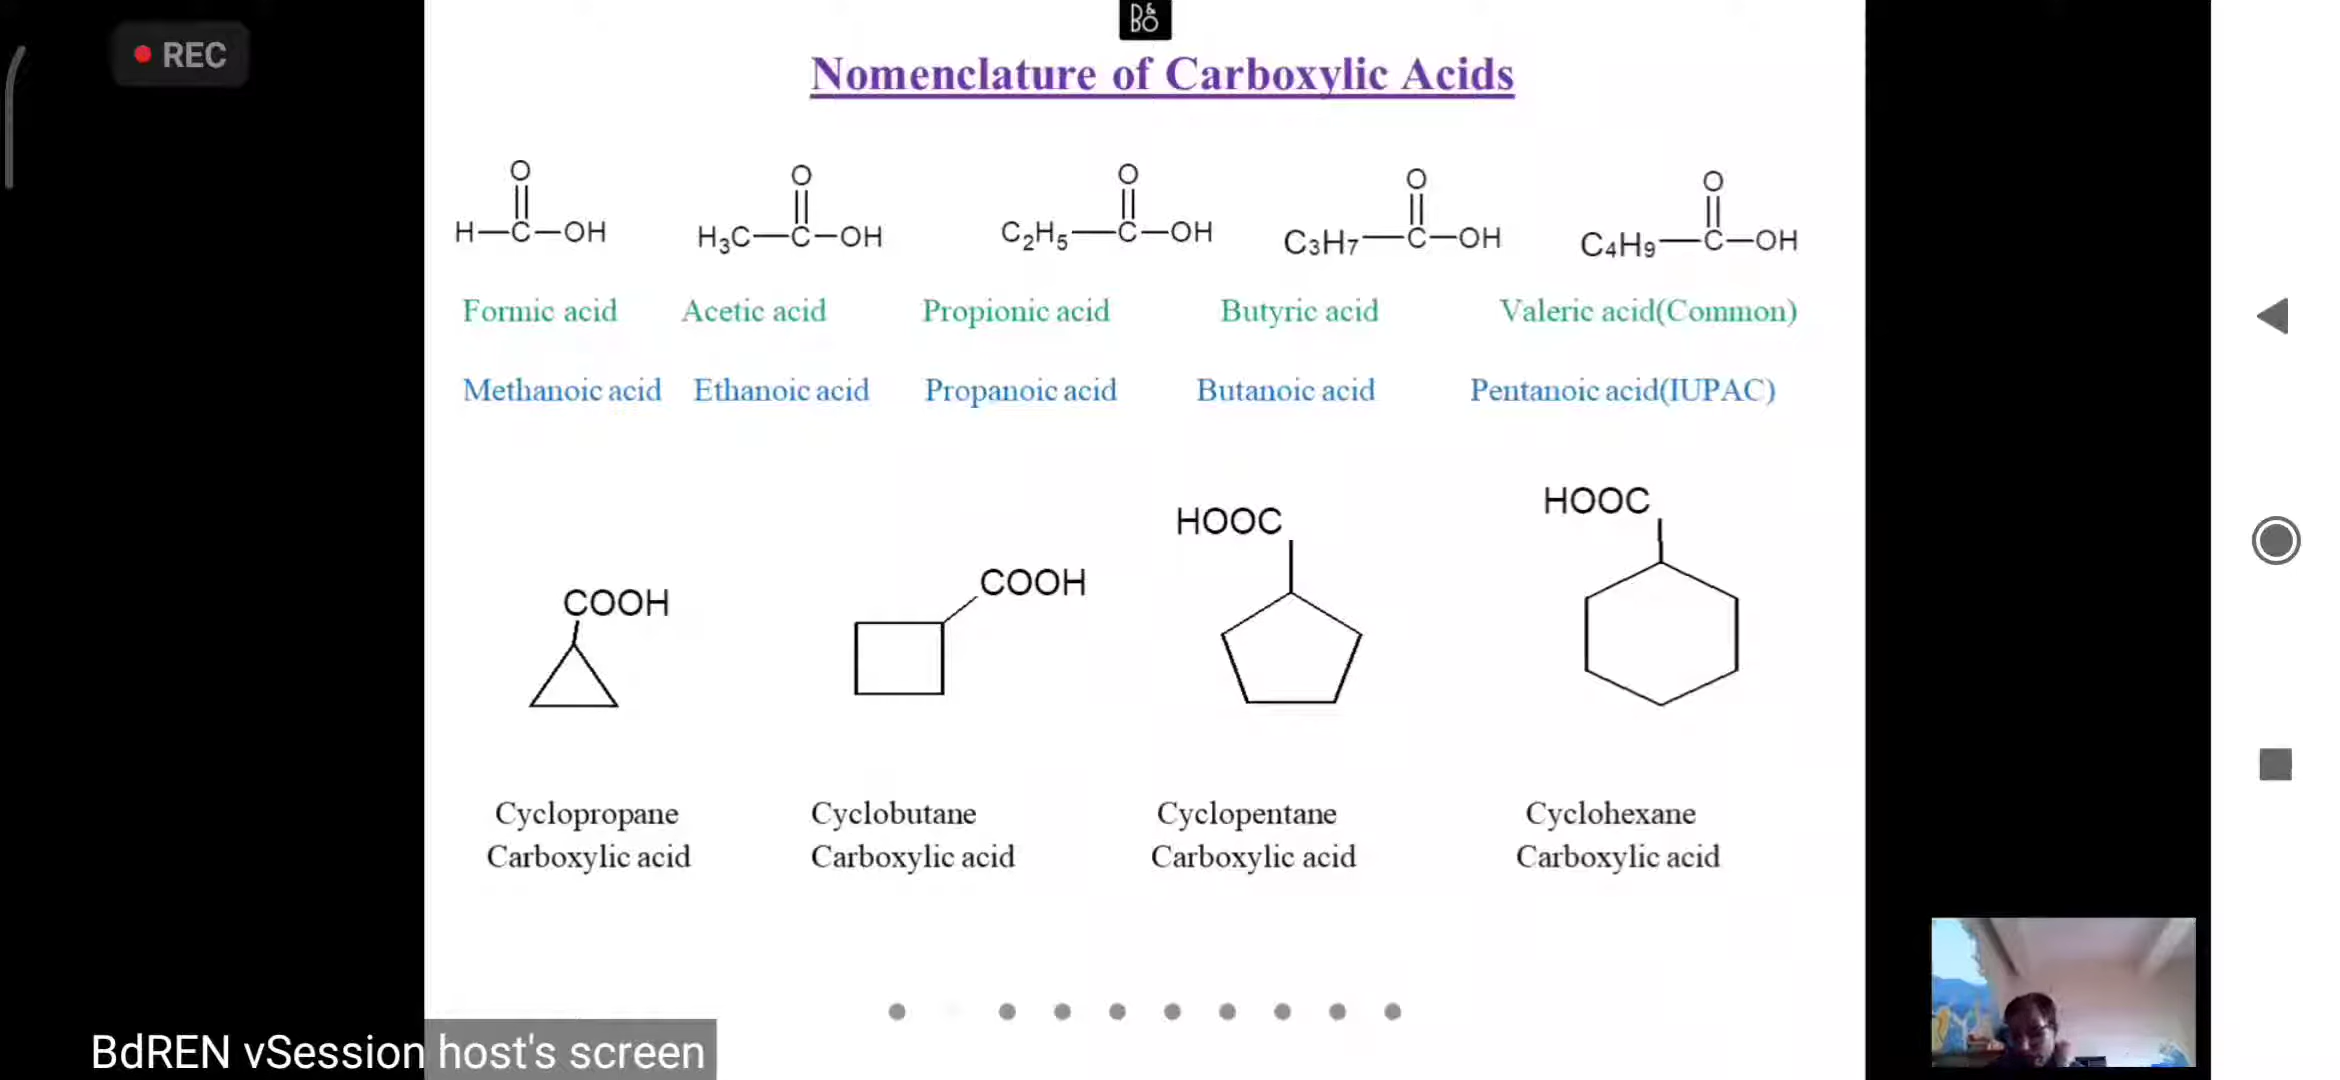 B&O
REC
Nomenclature of Carboxylic Acids
O O O O O
H—C—OH H₃C—C—OH C₂H₅—C—OH C₃H₇—C—OH C₄H₉—C—OH
Formic acid Acetic acid Propionic acid Butyric acid Valeric acid(Common)
Methanoic acid Ethanoic acid Propanoic acid Butanoic acid Pentanoic acid(IUPAC)
COOH COOH HOOC HOOC
Cyclopropane Cyclobutane Cyclopentane Cyclohexane
Carboxylic acid Carboxylic acid Carboxylic acid Carboxylic acid
BdREN vSession host's screen